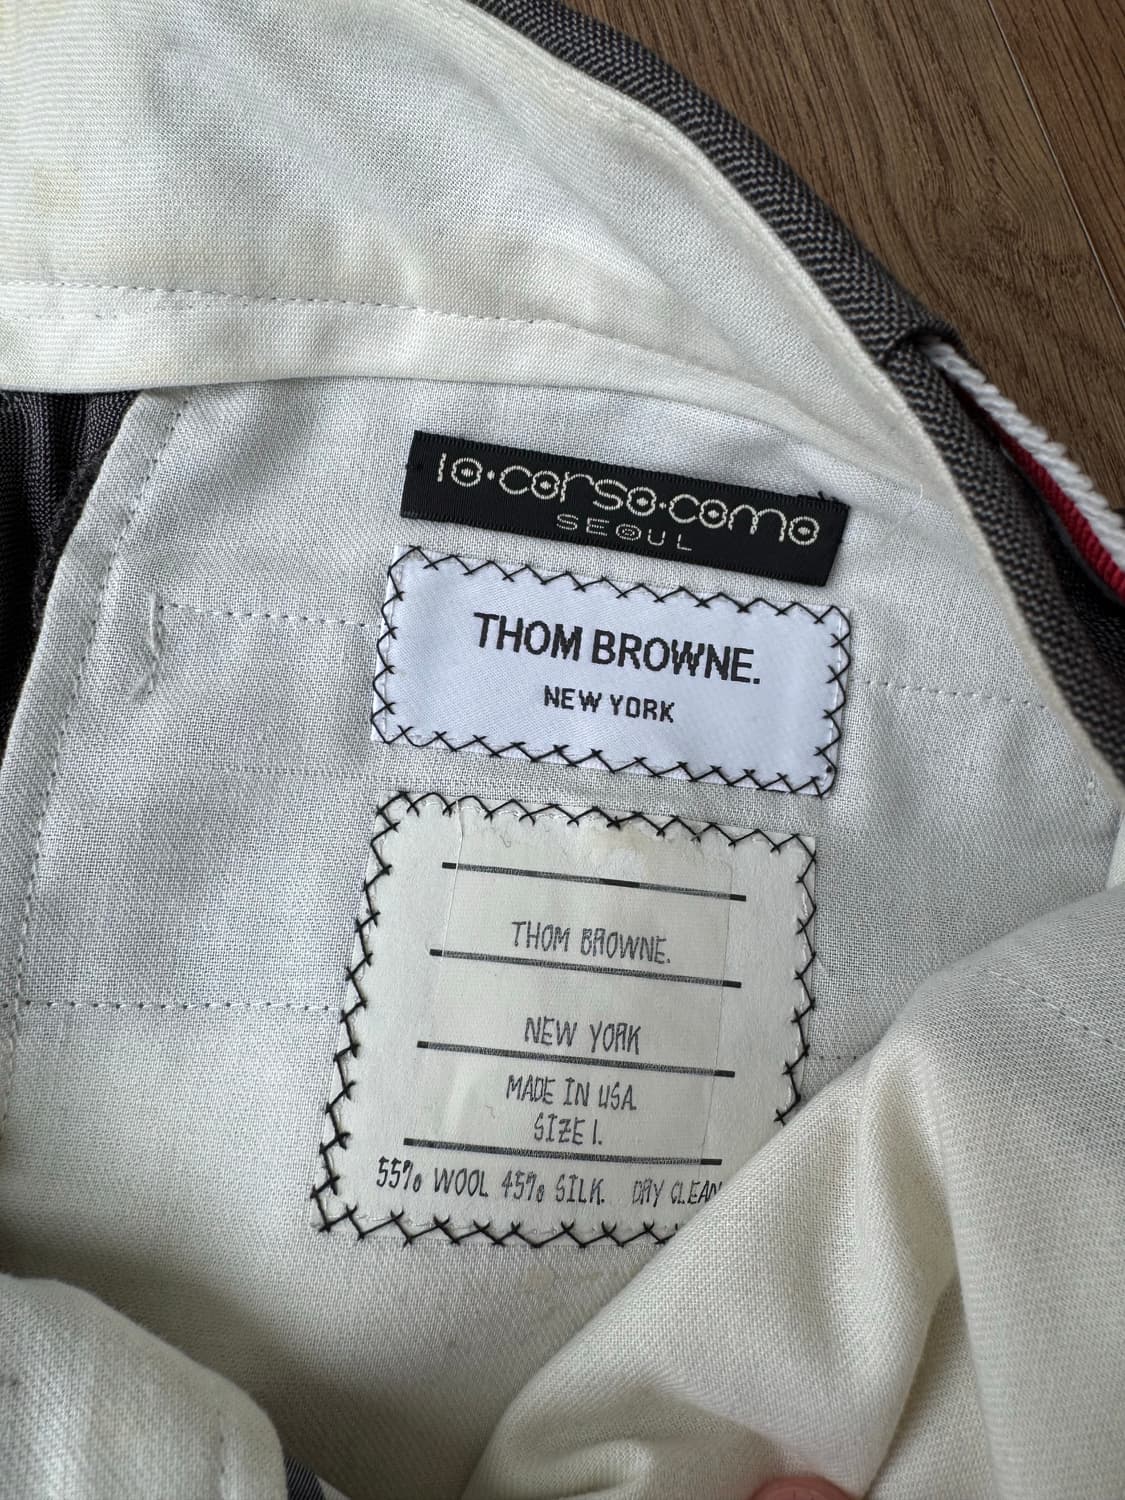 10·corso·como
SEOUL
THOM BROWNE.
NEW YORK
THOM BROWNE.
NEW YORK
MADE IN USA
SIZE 1.
55% WOOL 45% SILK. DRY CLEAN